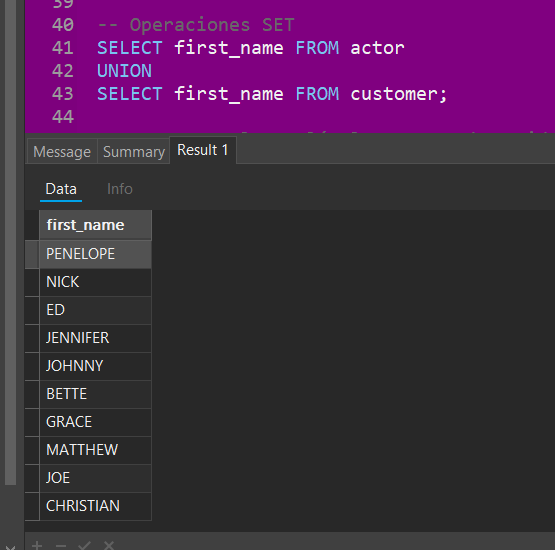 40 -- Operaciones SET
41 SELECT first_name FROM actor
42 UNION
43 SELECT first_name FROM customer;
44
Message Summary Result 1
Data Info
first_name
PENELOPE
NICK
ED
JENNIFER
JOHNNY
BETTE
GRACE
MATTHEW
JOE
CHRISTIAN